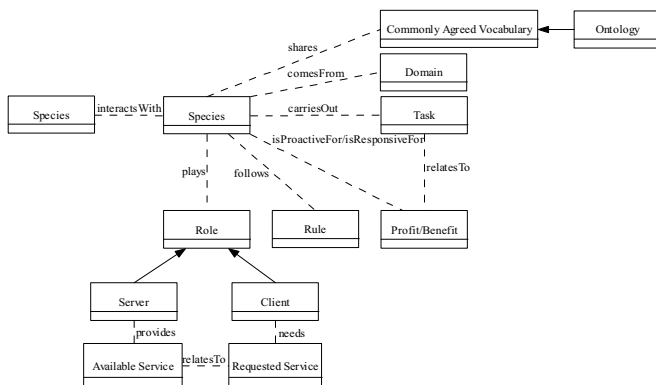 Commonly Agreed Vocabulary
Ontology
shares
comesFrom
Domain
Species
interactsWith
Species
carriesOut
Task
isProactiveFor/isResponsiveFor
plays
follows
relatesTo
Role
Rule
Profit/Benefit
Server
Client
provides
needs
Available Service
relatesTo
Requested Service